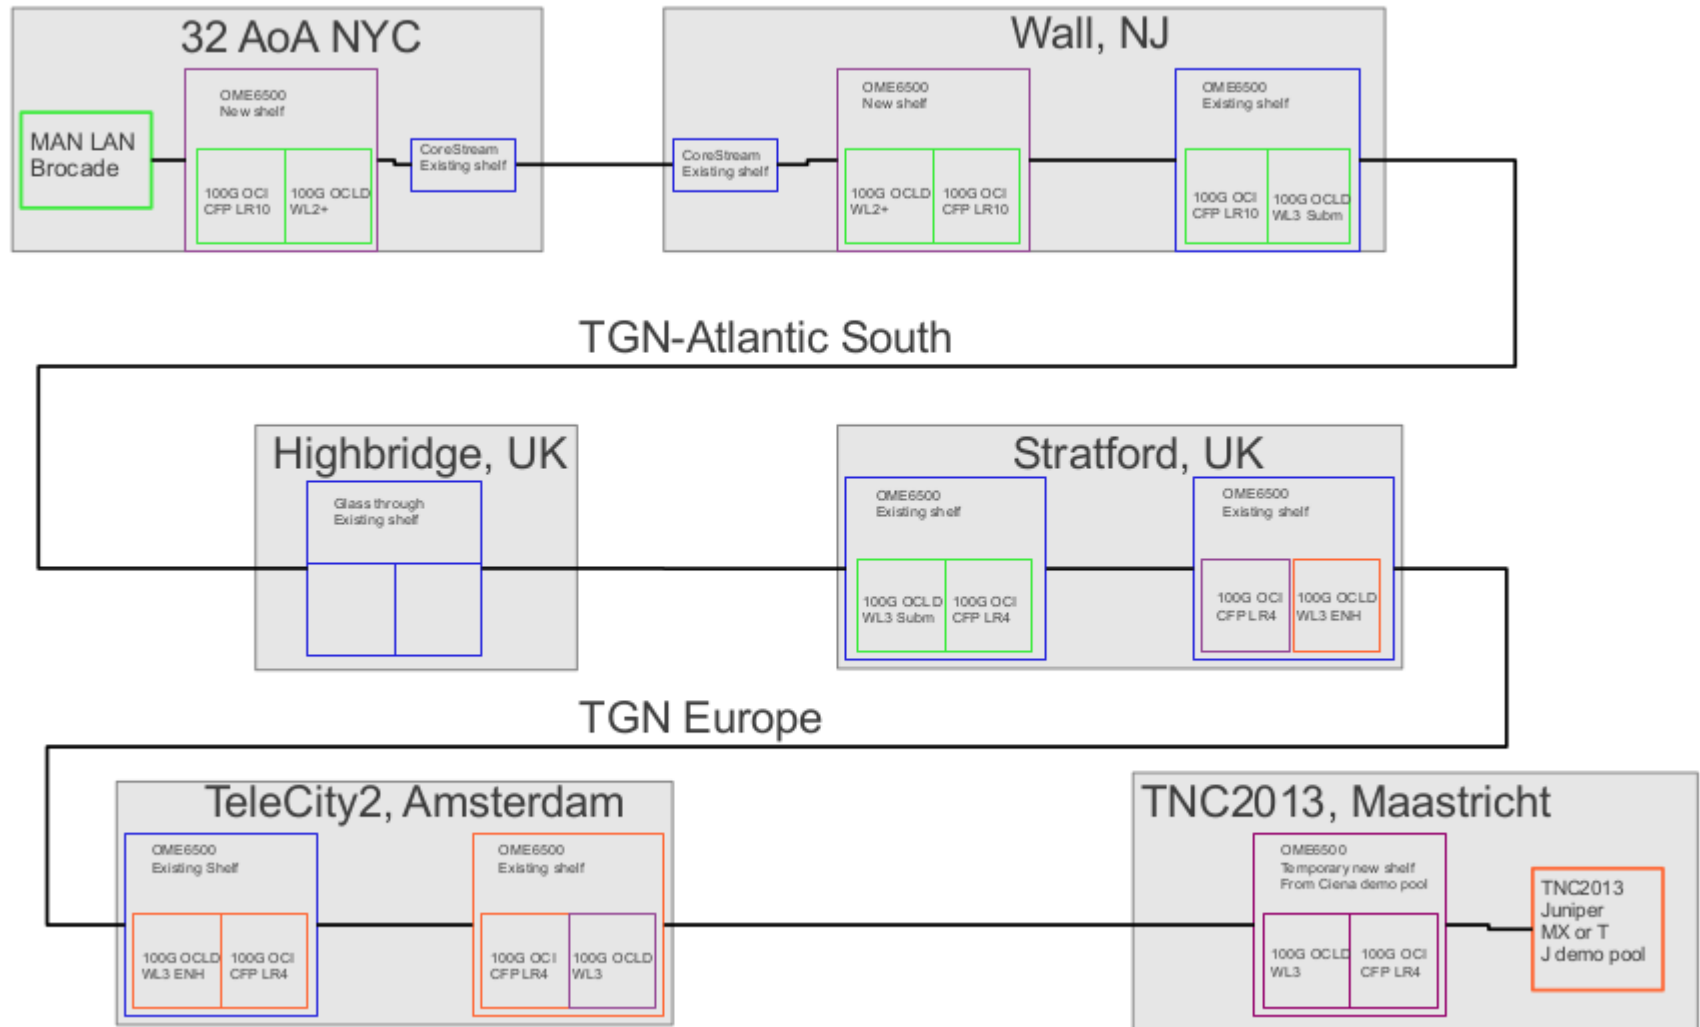 32 AoA NYC
MAN LAN
Brocade
OME6500
New shelf
100G OCI
CFP LR10
100G OCLD
WL2+
CoreStream
Existing shelf
Wall, NJ
CoreStream
Existing shelf
OME6500
New shelf
100G OCLD
WL2+
100G OCI
CFP LR10
OME6500
Existing shelf
100G OCI
CFP LR10
100G OCLD
WL3 Subm
TGN-Atlantic South
Highbridge, UK
Glass through
Existing shelf
Stratford, UK
OME6500
Existing shelf
100G OCLD
WL3 Subm
100G OCI
CFP LR4
OME6500
Existing shelf
100G OCI
CFP LR4
100G OCLD
WL3 ENH
TGN Europe
TeleCity2, Amsterdam
OME6500
Existing Shelf
100G OCLD
WL3 ENH
100G OCI
CFP LR4
OME6500
Existing shelf
100G OCI
CFP LR4
100G OCLD
WL3
TNC2013, Maastricht
OME6500
Temporary new shelf
From Ciena demo pool
100G OCLD
WL3
100G OCI
CFP LR4
TNC2013
Juniper
MX or T
J demo pool